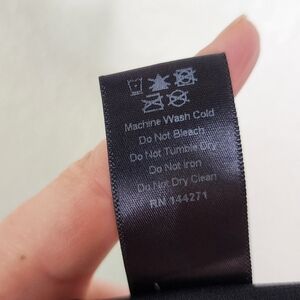 Machine Wash Cold
Do Not Bleach
Do Not Tumble Dry
Do Not Iron
Do Not Dry Clean
RN 144271